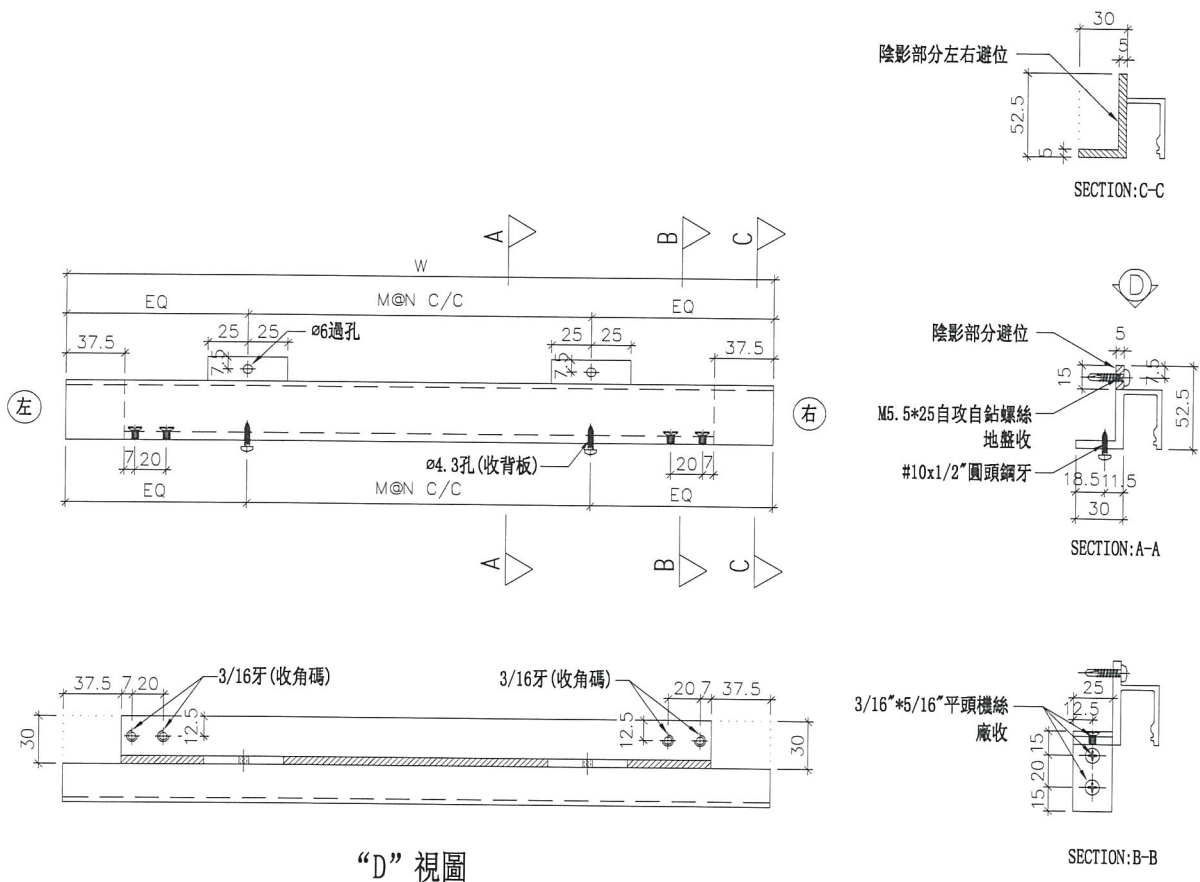 30
5
陰影部分左右避位
52.5
5
SECTION:C-C
A
B
C
W
EQ
M@N C/C
EQ
37.5
25
25
ø6過孔
7.5
25
25
7.5
37.5
左
右
7
20
ø4.3孔(收背板)
20
7
EQ
M@N C/C
EQ
A
B
C
D
陰影部分避位
5
15
7.5
52.5
M5.5*25自攻自鉆螺絲
地盤收
#10x1/2"圓頭鋼牙
18.5
11.5
30
SECTION:A-A
37.5
7
20
3/16牙(收角碼)
3/16牙(收角碼)
20
7
37.5
30
12.5
12.5
30
"D" 視圖
25
12.5
3/16"*5/16"平頭機絲
廠收
15
20
15
SECTION:B-B